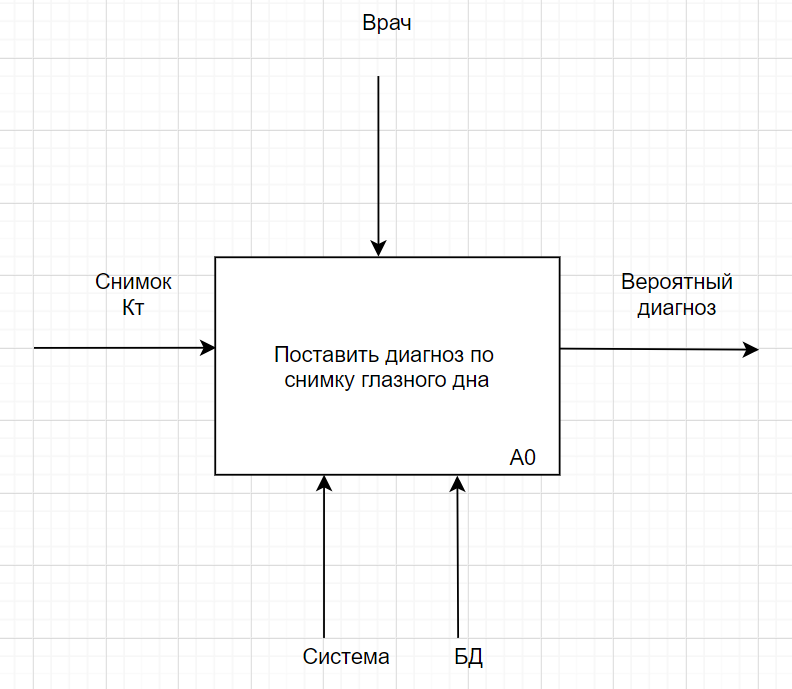 Врач
Снимок
Кт
Вероятный
диагноз
Поставить диагноз по
снимку глазного дна
А0
Система
БД